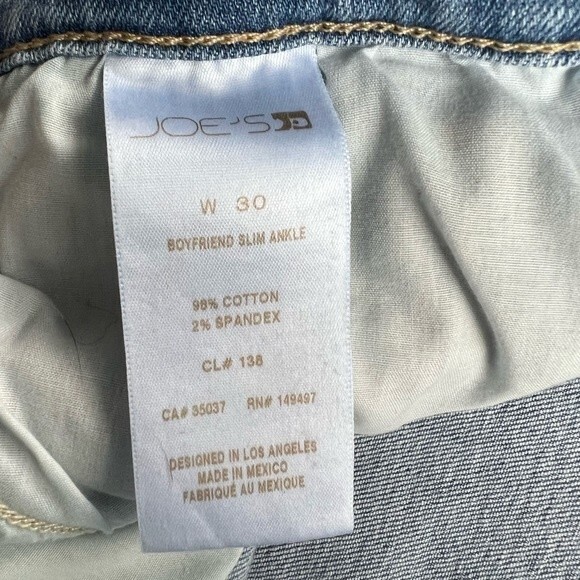 JOE'S
W 30
BOYFRIEND SLIM ANKLE
98% COTTON
2% SPANDEX
CL# 138
CA# 35037 RN# 149497
DESIGNED IN LOS ANGELES
MADE IN MEXICO
FABRIQUÉ AU MEXIQUE